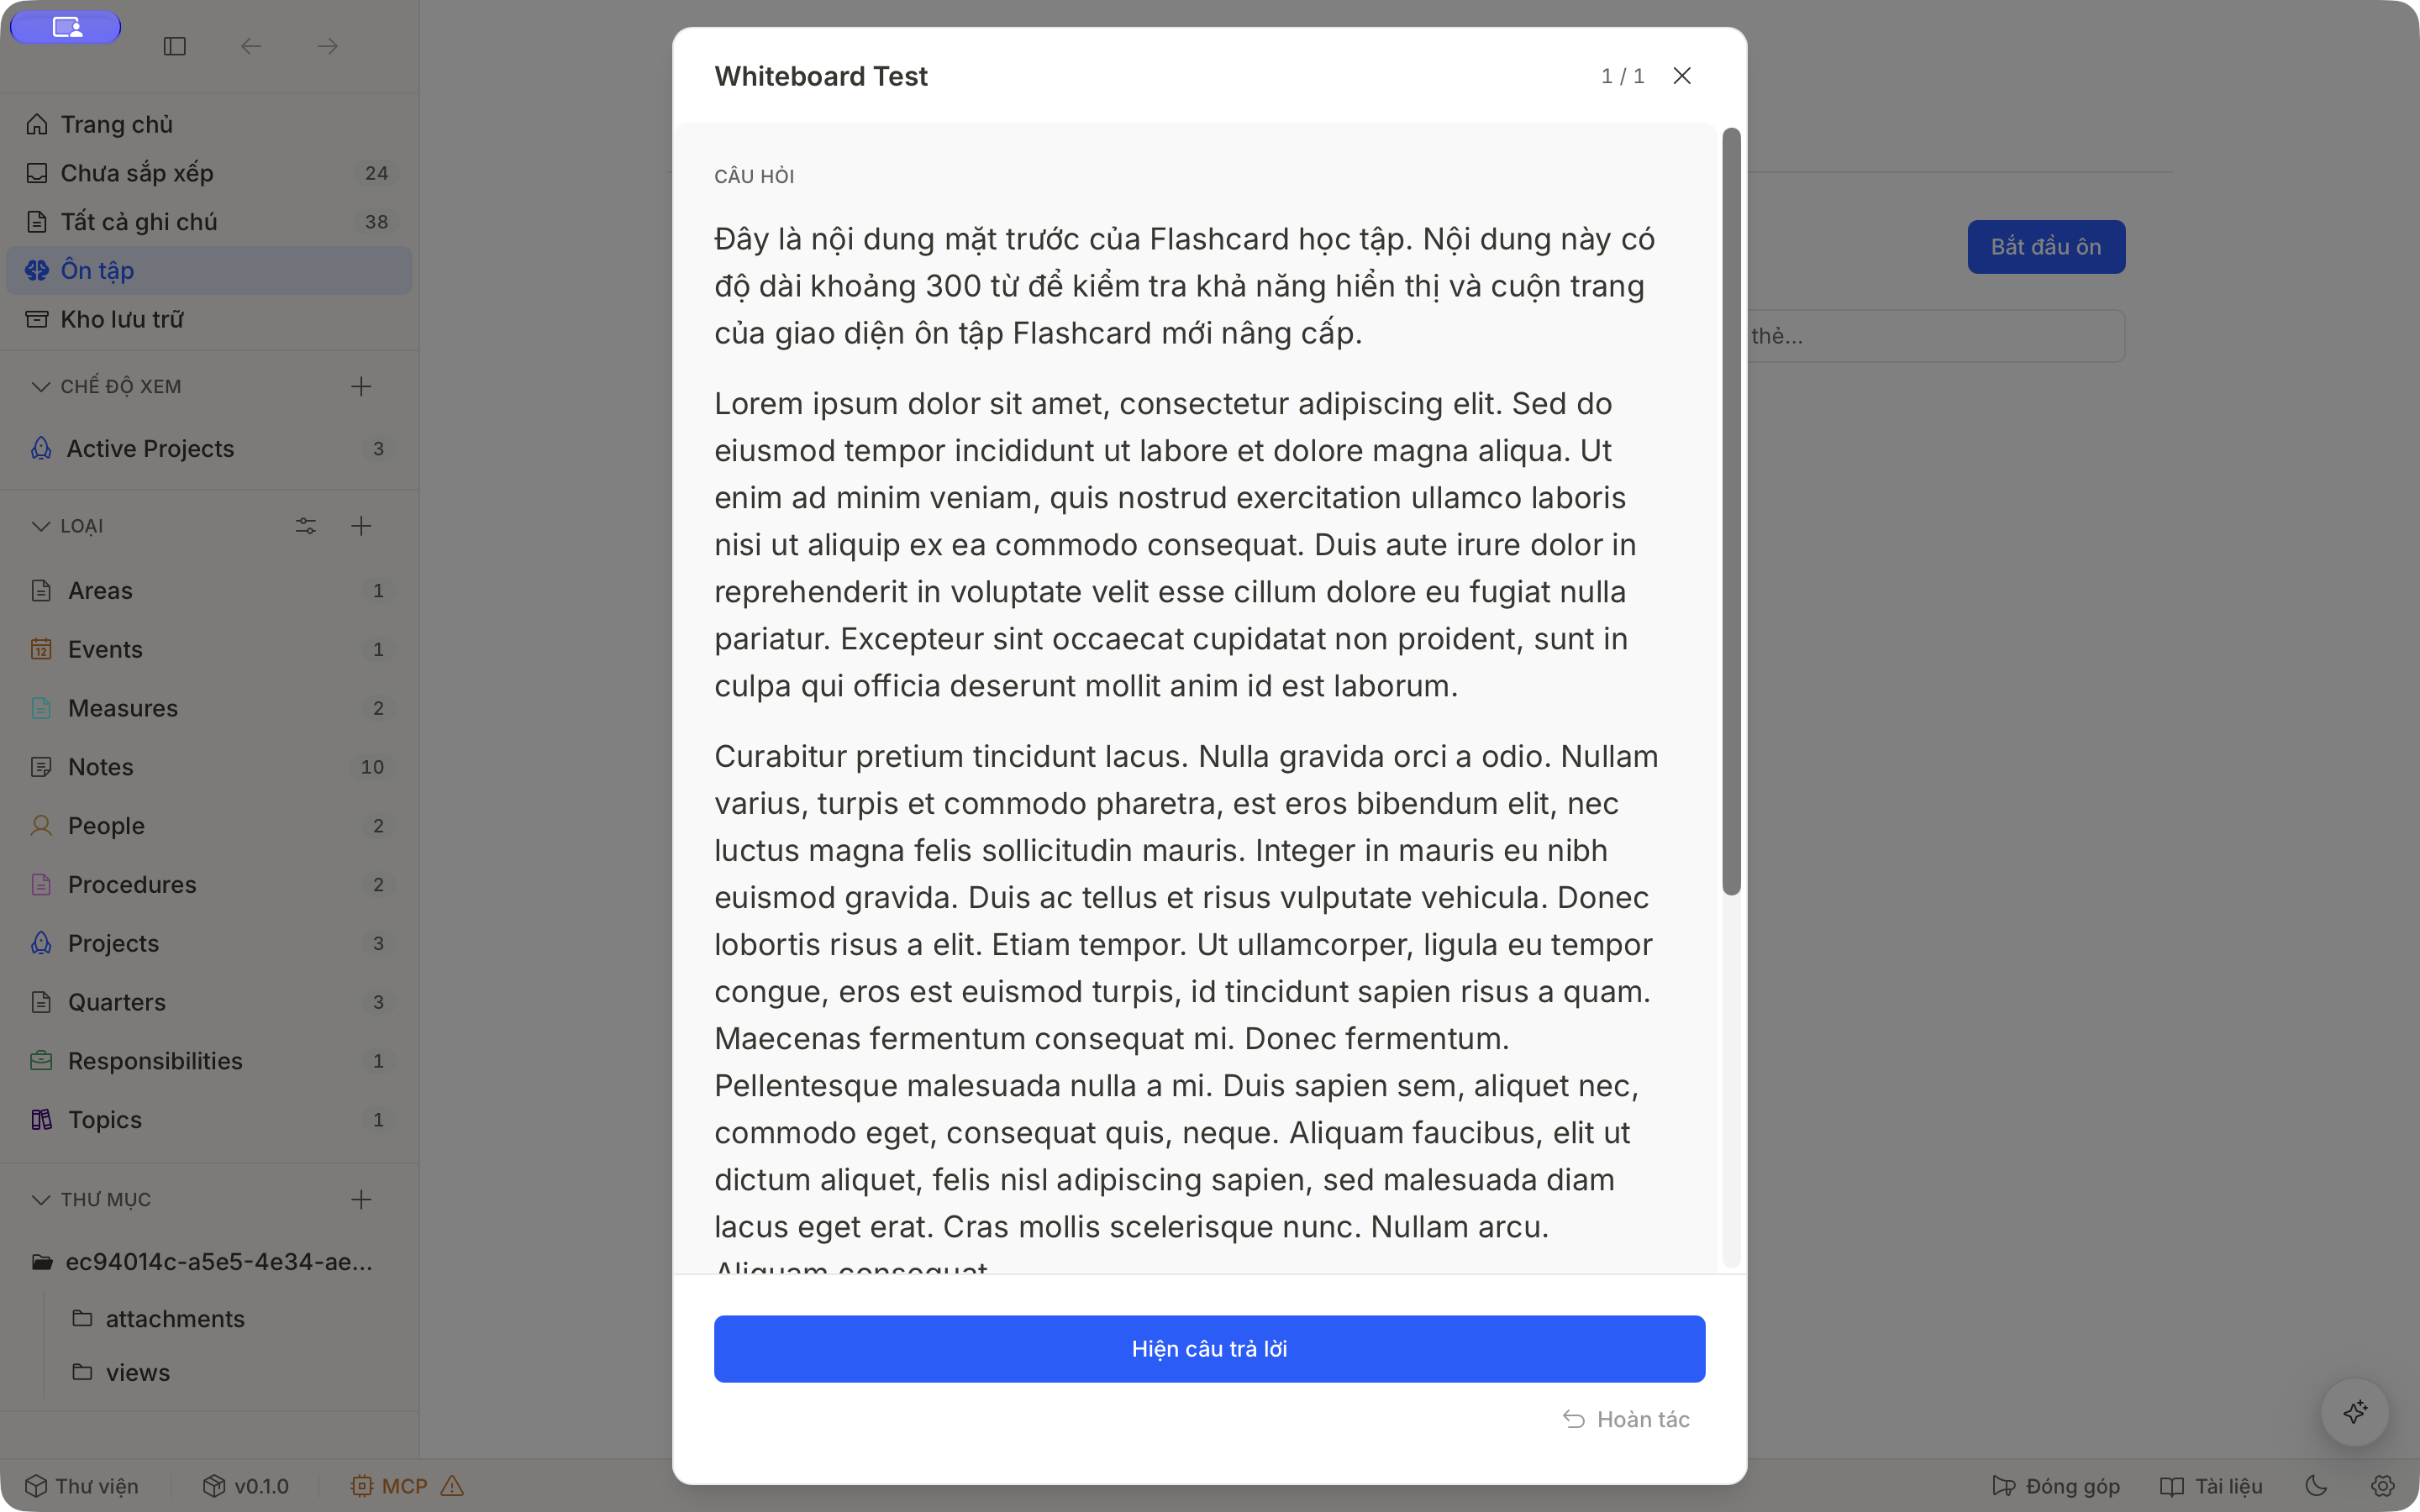 Trang chủ
Chưa sắp xếp 24
Tất cả ghi chú 38
Ôn tập
Kho lưu trữ
CHẾ ĐỘ XEM
Active Projects 3
LOẠI
Areas 1
Events 1
Measures 2
Notes 10
People 2
Procedures 2
Projects 3
Quarters 3
Responsibilities 1
Topics 1
THƯ MỤC
ec94014c-a5e5-4e34-ae...
attachments
views
Whiteboard Test 1 / 1
CÂU HỎI
Đây là nội dung mặt trước của Flashcard học tập. Nội dung này có
độ dài khoảng 300 từ để kiểm tra khả năng hiển thị và cuộn trang
của giao diện ôn tập Flashcard mới nâng cấp.
Lorem ipsum dolor sit amet, consectetur adipiscing elit. Sed do
eiusmod tempor incididunt ut labore et dolore magna aliqua. Ut
enim ad minim veniam, quis nostrud exercitation ullamco laboris
nisi ut aliquip ex ea commodo consequat. Duis aute irure dolor in
reprehenderit in voluptate velit esse cillum dolore eu fugiat nulla
pariatur. Excepteur sint occaecat cupidatat non proident, sunt in
culpa qui officia deserunt mollit anim id est laborum.
Curabitur pretium tincidunt lacus. Nulla gravida orci a odio. Nullam
varius, turpis et commodo pharetra, est eros bibendum elit, nec
luctus magna felis sollicitudin mauris. Integer in mauris eu nibh
euismod gravida. Duis ac tellus et risus vulputate vehicula. Donec
lobortis risus a elit. Etiam tempor. Ut ullamcorper, ligula eu tempor
congue, eros est euismod turpis, id tincidunt sapien risus a quam.
Maecenas fermentum consequat mi. Donec fermentum.
Pellentesque malesuada nulla a mi. Duis sapien sem, aliquet nec,
commodo eget, consequat quis, neque. Aliquam faucibus, elit ut
dictum aliquet, felis nisl adipiscing sapien, sed malesuada diam
lacus eget erat. Cras mollis scelerisque nunc. Nullam arcu.
Aliquam consequat
Hiện câu trả lời
Hoàn tác
Bắt đầu ôn
thẻ...
Thư viện v0.1.0 MCP
Đóng góp Tài liệu